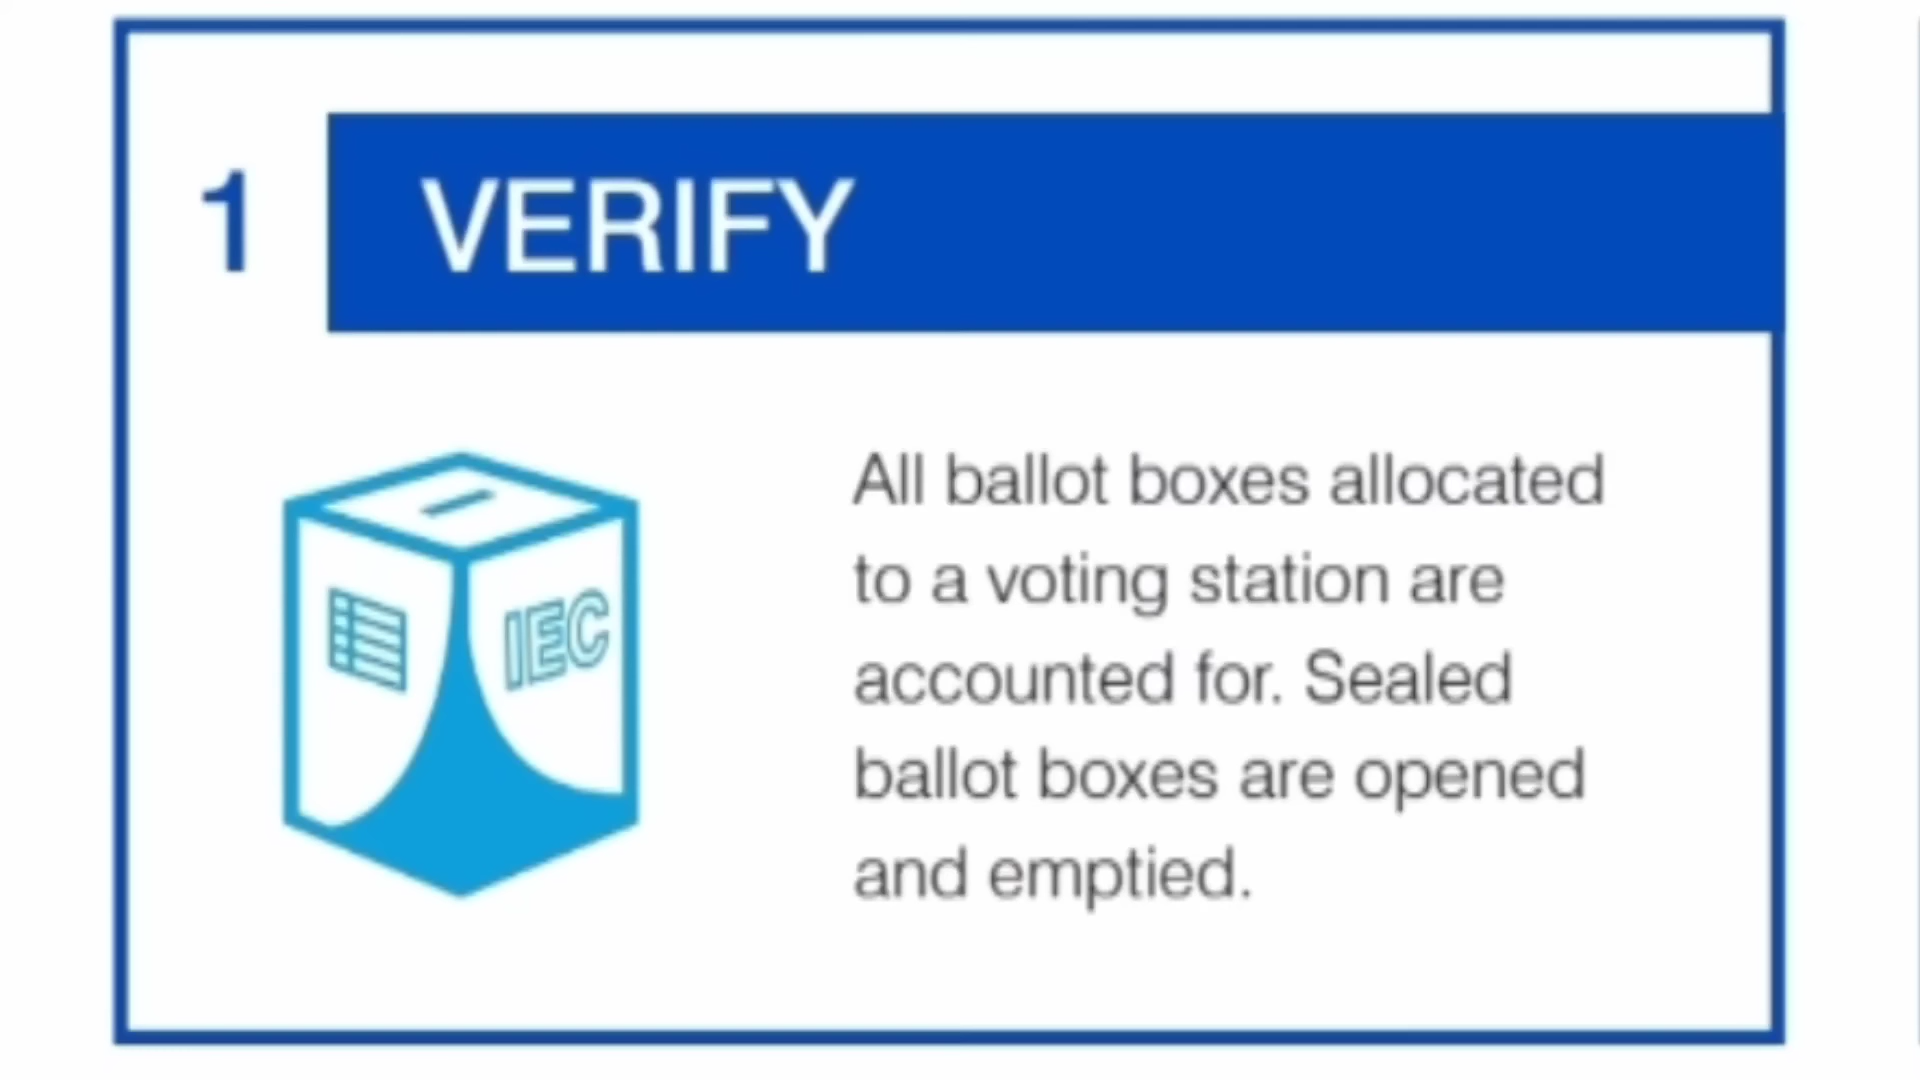 1 VERIFY
IEC
All ballot boxes allocated
to a voting station are
accounted for. Sealed
ballot boxes are opened
and emptied.